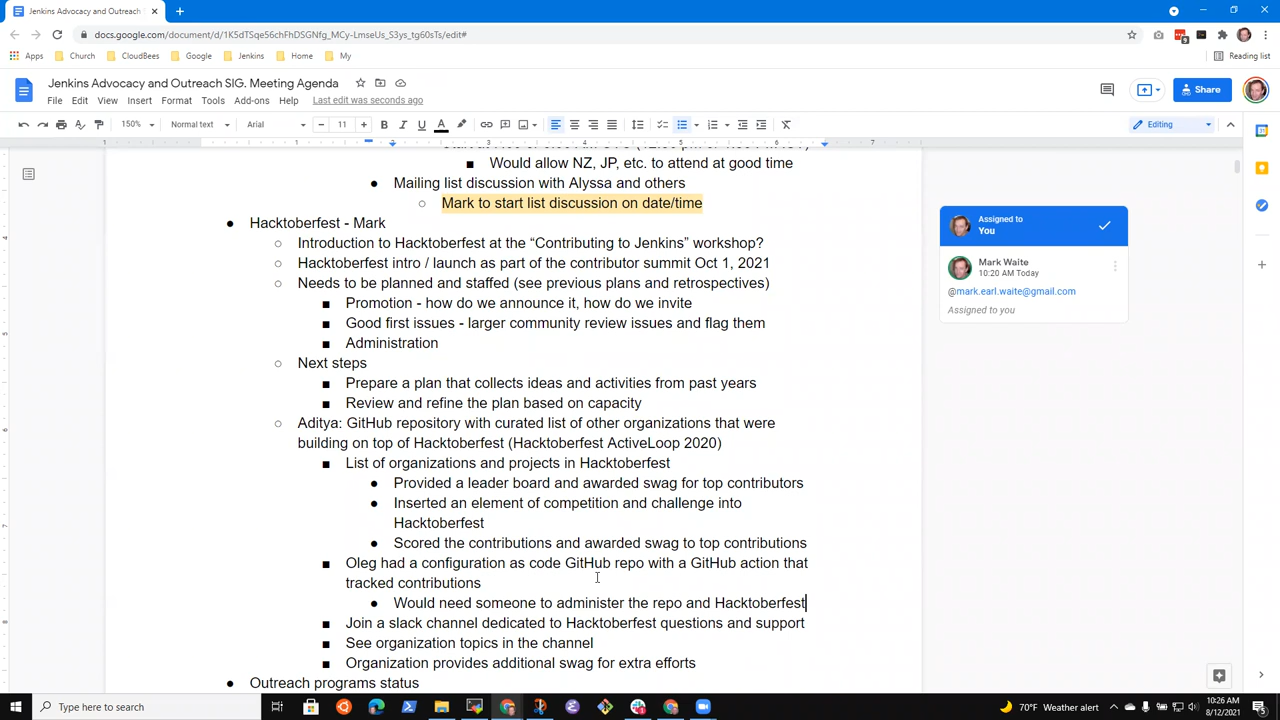 Jenkins Advocacy and Outreach S
docs.google.com/document/d/1K5dTSqe56chFhDSGNfg_MCy-LmseUs_S3ys_tg60sTs/edit#
Apps Church CloudBees Google Jenkins Home My Reading list
Jenkins Advocacy and Outreach SIG. Meeting Agenda
File Edit View Insert Format Tools Add-ons Help Last edit was seconds ago
Share
150% Normal text Arial 11 Editing
Would allow NZ, JP, etc. to attend at good time
Mailing list discussion with Alyssa and others
Mark to start list discussion on date/time
Hacktoberfest - Mark
Introduction to Hacktoberfest at the “Contributing to Jenkins” workshop?
Hacktoberfest intro / launch as part of the contributor summit Oct 1, 2021
Needs to be planned and staffed (see previous plans and retrospectives)
Promotion - how do we announce it, how do we invite
Good first issues - larger community review issues and flag them
Administration
Next steps
Prepare a plan that collects ideas and activities from past years
Review and refine the plan based on capacity
Aditya: GitHub repository with curated list of other organizations that were
building on top of Hacktoberfest (Hacktoberfest ActiveLoop 2020)
List of organizations and projects in Hacktoberfest
Provided a leader board and awarded swag for top contributors
Inserted an element of competition and challenge into
Hacktoberfest
Scored the contributions and awarded swag to top contributions
Oleg had a configuration as code GitHub repo with a GitHub action that
tracked contributions
Would need someone to administer the repo and Hacktoberfest
Join a slack channel dedicated to Hacktoberfest questions and support
See organization topics in the channel
Organization provides additional swag for extra efforts
Outreach programs status
Assigned to
You
Mark Waite
10:20 AM Today
@mark.earl.waite@gmail.com
Assigned to you
Type here to search
70°F Weather alert
10:26 AM
8/12/2021